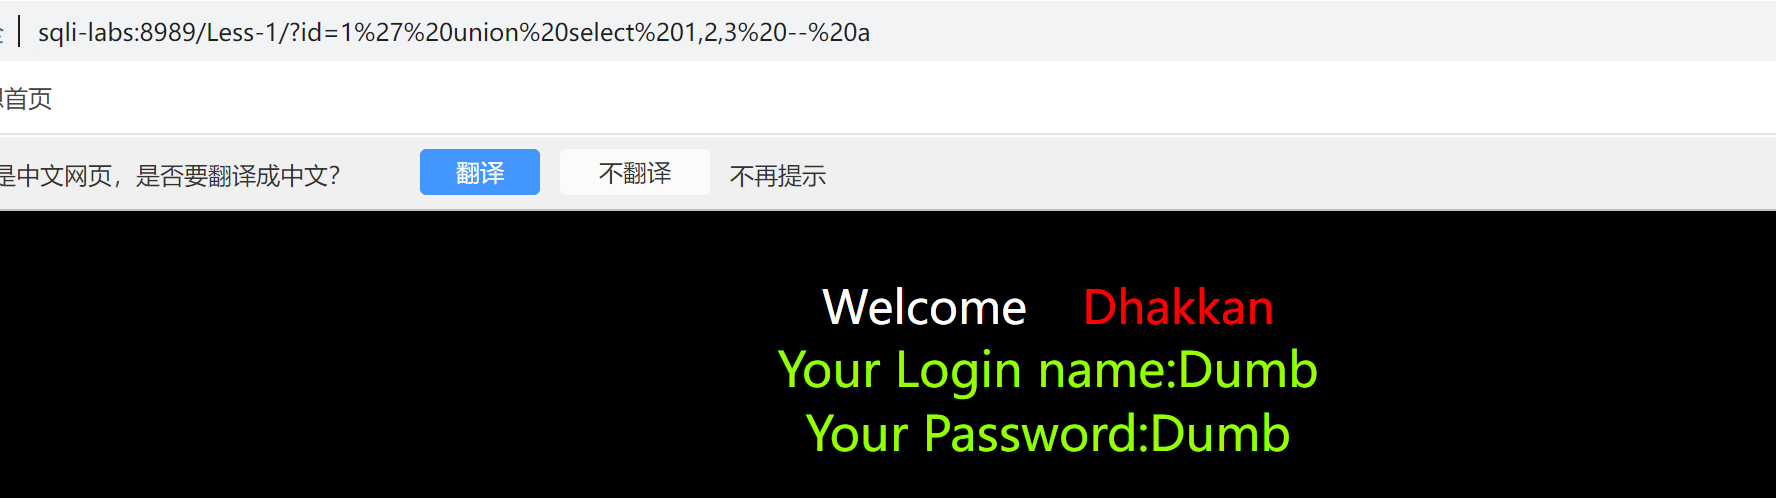 sqli-labs:8989/Less-1/?id=1%27%20union%20select%201,2,3%20--%20a
首页
是中文网页，是否要翻译成中文？ 翻译 不翻译 不再提示
Welcome Dhakkan
Your Login name:Dumb
Your Password:Dumb